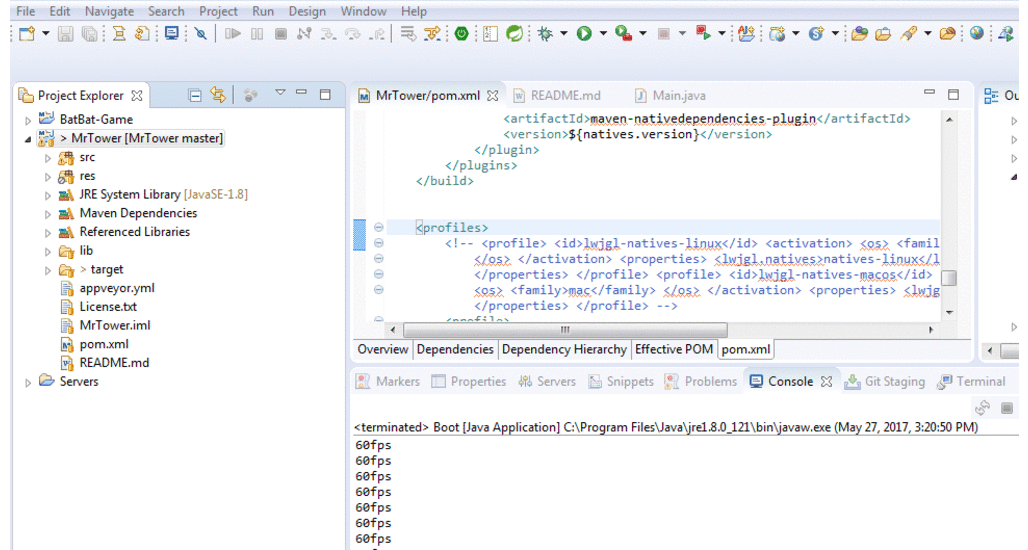 File Edit Navigate Search Project Run Design Window Help
Project Explorer
MrTower/pom.xml README.md Main.java
Ou
BatBat-Game
> MrTower [MrTower master]
src
res
JRE System Library [JavaSE-1.8]
Maven Dependencies
Referenced Libraries
lib
> target
appveyor.yml
License.txt
MrTower.iml
pom.xml
README.md
Servers
<artifactId>maven-nativedependencies-plugin</artifactId>
<version>${natives.version}</version>
</plugin>
</plugins>
</build>
<profiles>
<!-- <profile> <id>lwjgl-natives-linux</id> <activation> <os> <famil
</os> </activation> <properties> <lwjgl.natives>natives-linux</l
</properties> </profile> <profile> <id>lwjgl-natives-macos</id>
<os> <family>mac</family> </os> </activation> <properties> <lwjg
</properties> </profile> -->
<profile>
Overview Dependencies Dependency Hierarchy Effective POM pom.xml
Markers Properties Servers Snippets Problems Console Git Staging Terminal
<terminated> Boot [Java Application] C:\Program Files\Java\jre1.8.0_121\bin\javaw.exe (May 27, 2017, 3:20:50 PM)
60fps
60fps
60fps
60fps
60fps
60fps